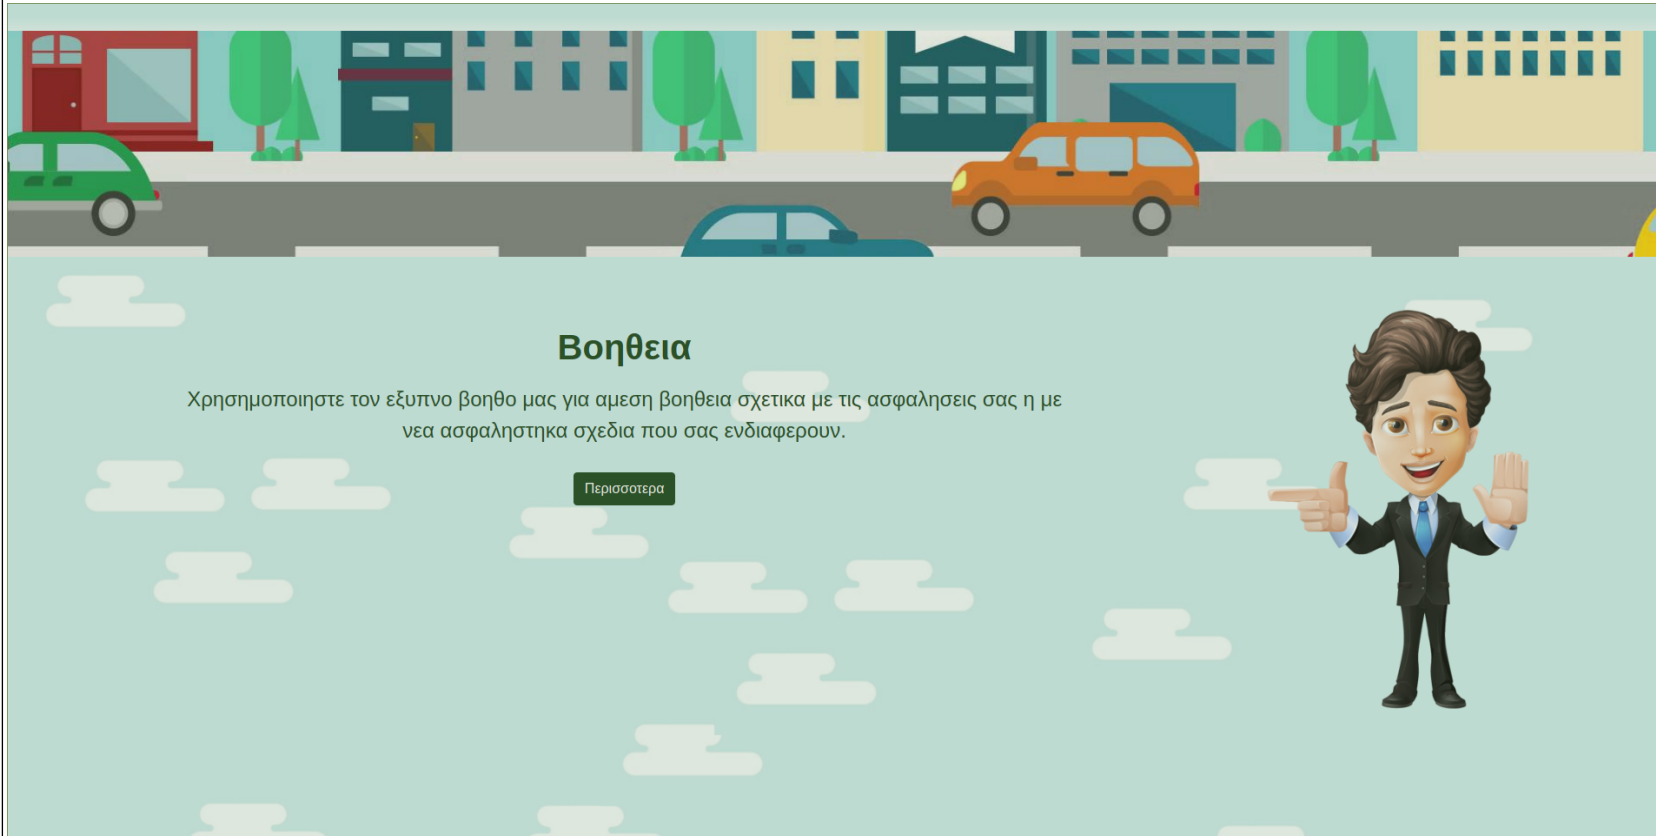 Βοηθεια
Χρησημοποιηστε τον εξυπνο βοηθο μας για αμεση βοηθεια σχετικα με τις ασφαλησεις σας η με
νεα ασφαληστηκα σχεδια που σας ενδιαφερουν.
Περισσοτερα